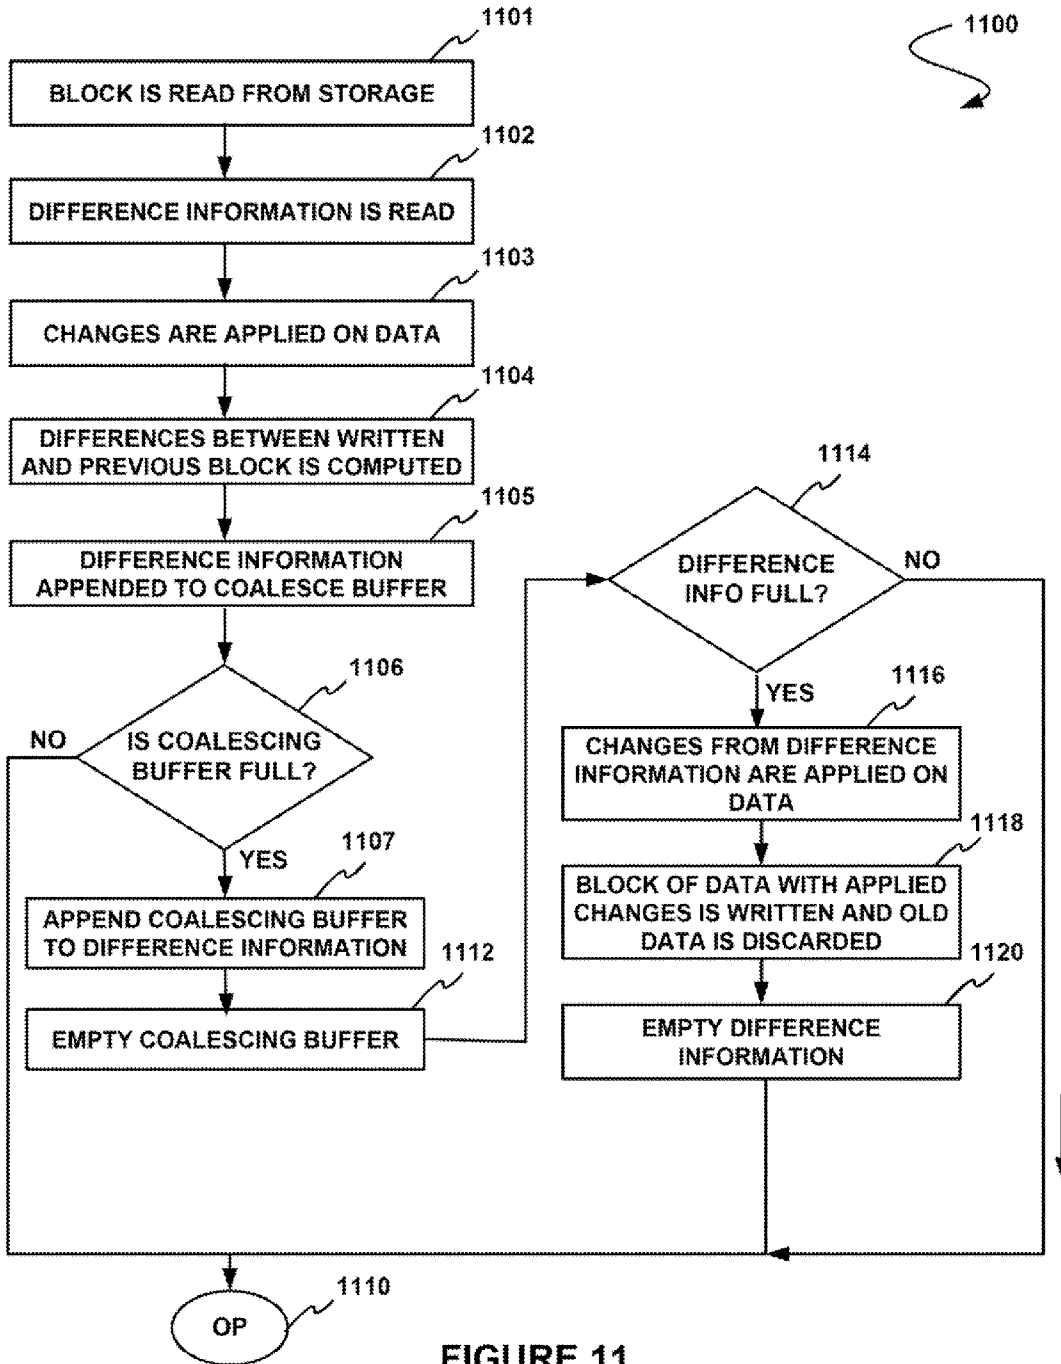 1101
1100
BLOCK IS READ FROM STORAGE
1102
DIFFERENCE INFORMATION IS READ
1103
CHANGES ARE APPLIED ON DATA
1104
DIFFERENCES BETWEEN WRITTEN
AND PREVIOUS BLOCK IS COMPUTED
1105
DIFFERENCE INFORMATION
APPENDED TO COALESCE BUFFER
1106
IS COALESCING
BUFFER FULL?
NO
YES
1107
APPEND COALESCING BUFFER
TO DIFFERENCE INFORMATION
1112
EMPTY COALESCING BUFFER
1114
DIFFERENCE
INFO FULL?
NO
YES
1116
CHANGES FROM DIFFERENCE
INFORMATION ARE APPLIED ON
DATA
1118
BLOCK OF DATA WITH APPLIED
CHANGES IS WRITTEN AND OLD
DATA IS DISCARDED
1120
EMPTY DIFFERENCE
INFORMATION
1110
OP
FIGURE 11